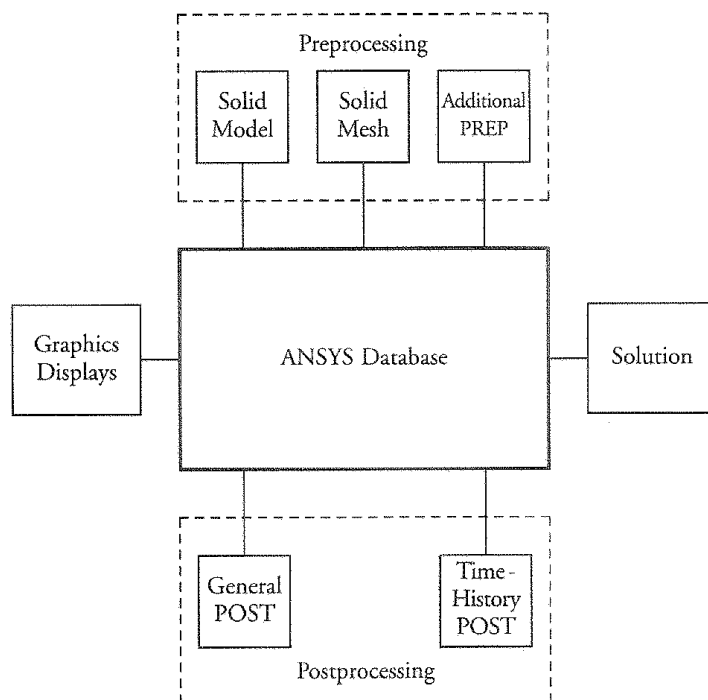 Preprocessing
Solid
Model
Solid
Mesh
Additional
PREP
Graphics
Displays
ANSYS Database
Solution
General
POST
Time-
History
POST
Postprocessing